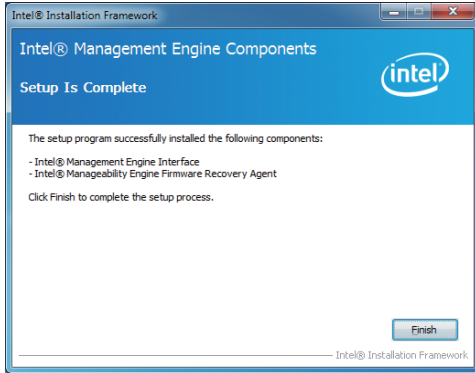 Intel® Installation Framework
Intel® Management Engine Components
Setup Is Complete
intel
The setup program successfully installed the following components:
- Intel® Management Engine Interface
- Intel® Manageability Engine Firmware Recovery Agent
Click Finish to complete the setup process.
Finish
Intel® Installation Framework